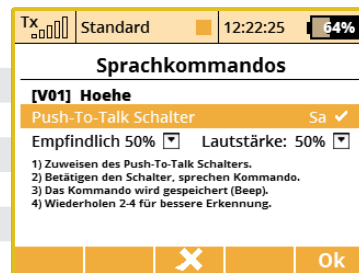 Tx Standard 12:22:25 64%
Sprachkommandos
[V01] Hoehe
Push-To-Talk Schalter Sa ✔
Empfindlich 50% Lautstärke: 50%
1) Zuweisen des Push-To-Talk Schalters.
2) Betätigen den Schalter, sprechen Kommando.
3) Das Kommando wird gespeichert (Beep).
4) Wiederholen 2-4 für bessere Erkennung.
Ok